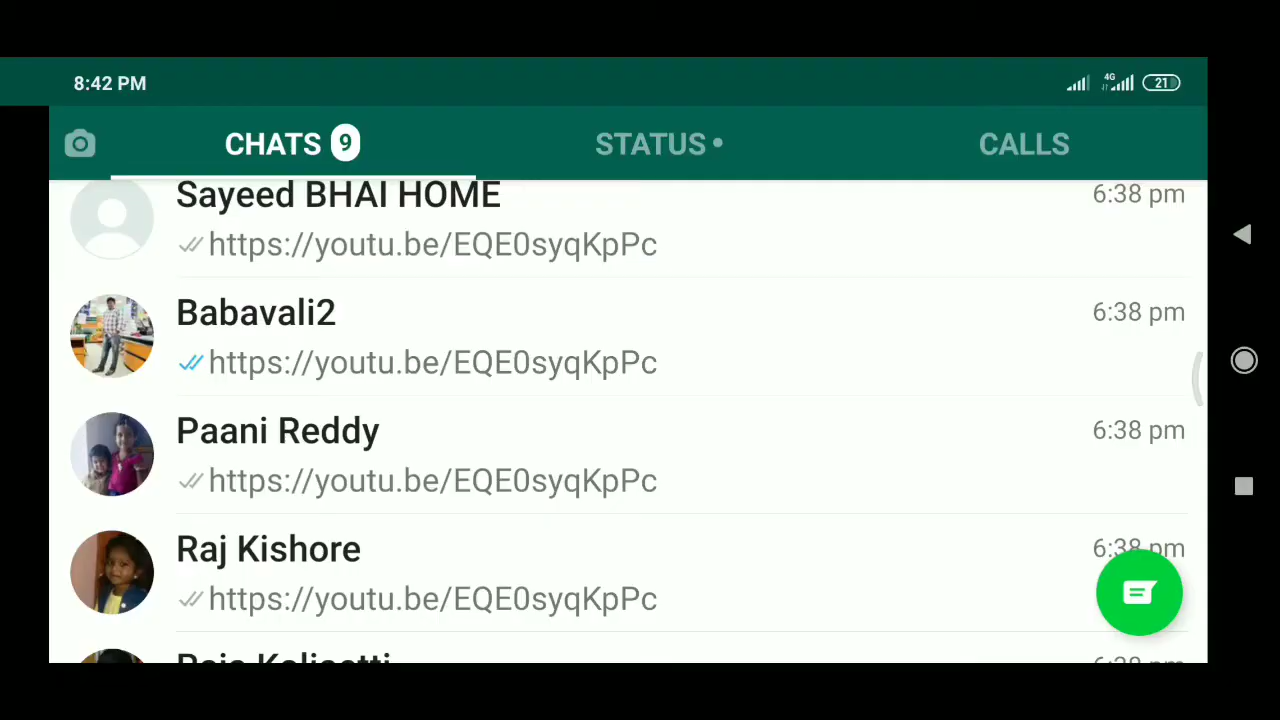 8:42 PM
4G
21
CHATS 9
STATUS •
CALLS
Sayeed BHAI HOME
6:38 pm
https://youtu.be/EQE0syqKpPc
Babavali2
6:38 pm
https://youtu.be/EQE0syqKpPc
Paani Reddy
6:38 pm
https://youtu.be/EQE0syqKpPc
Raj Kishore
6:38 pm
https://youtu.be/EQE0syqKpPc